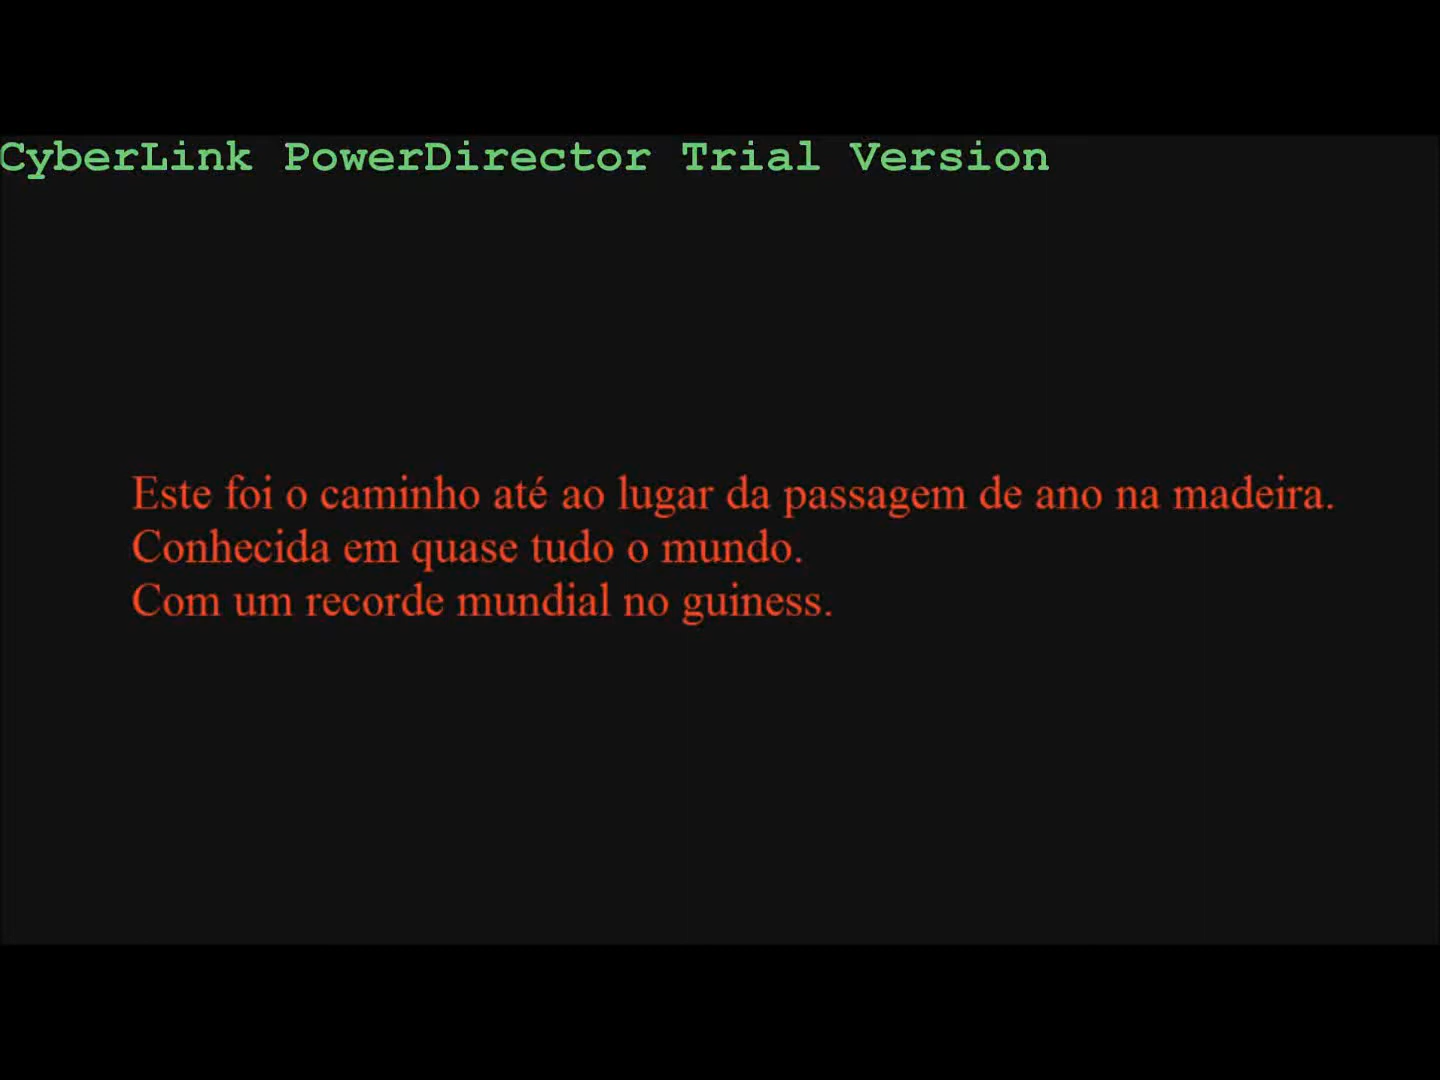 CyberLink PowerDirector Trial Version
Este foi o caminho até ao lugar da passagem de ano na madeira.
Conhecida em quase tudo o mundo.
Com um recorde mundial no guiness.